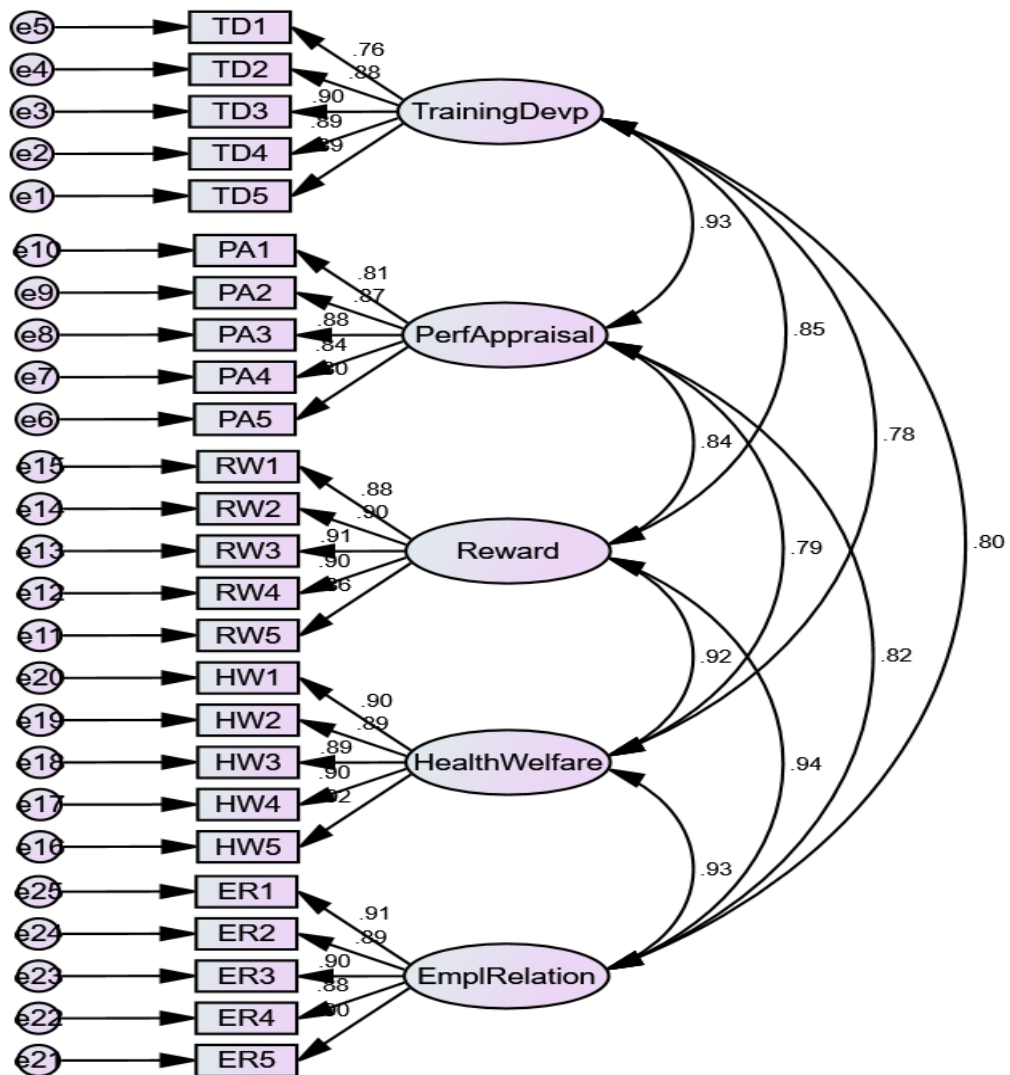 e5 TD1
.76
e4 TD2
.88
e3 TD3 .90 TrainingDevp
.89
e2 TD4
e1 TD5
.93
e10 PA1
.81
e9 PA2
.87
e8 PA3 .88 PerfAppraisal .85
.84
e7 PA4
e6 PA5
.84 .78
e15 RW1
.88
e14 RW2
.90
e13 RW3 .91 Reward .79 .80
.90
e12 RW4
e11 RW5
.92 .82
e20 HW1
.90
e19 HW2
.89
e18 HW3 .89 HealthWelfare .94
.90
e17 HW4
e16 HW5
.93
e25 ER1
.91
e24 ER2
.89
e23 ER3 .90 EmplRelation
.88
e22 ER4
e21 ER5